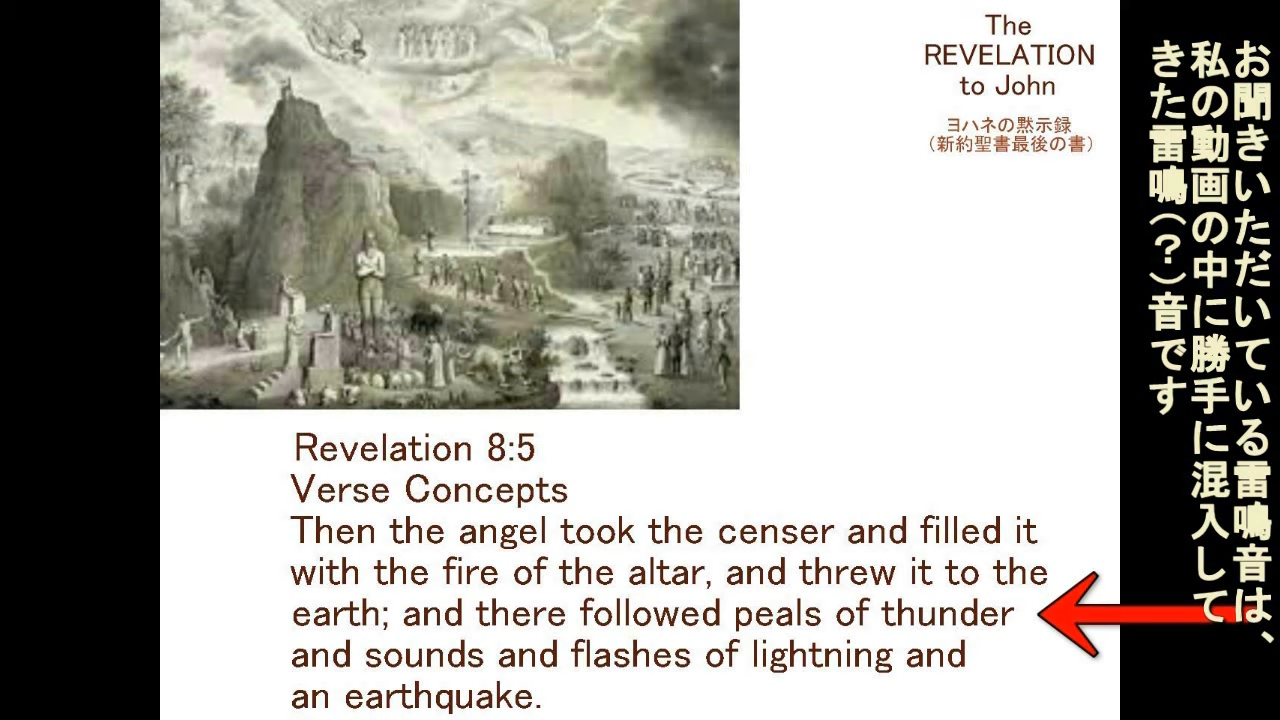 The
REVELATION
to John
ヨハネの黙示録
（新約聖書最後の書）
お聞きいただいている雷鳴音は、
私の動画の中に勝手に混入して
きた雷鳴（？）音です
Revelation 8:5
Verse Concepts
Then the angel took the censer and filled it
with the fire of the altar, and threw it to the
earth; and there followed peals of thunder
and sounds and flashes of lightning and
an earthquake.